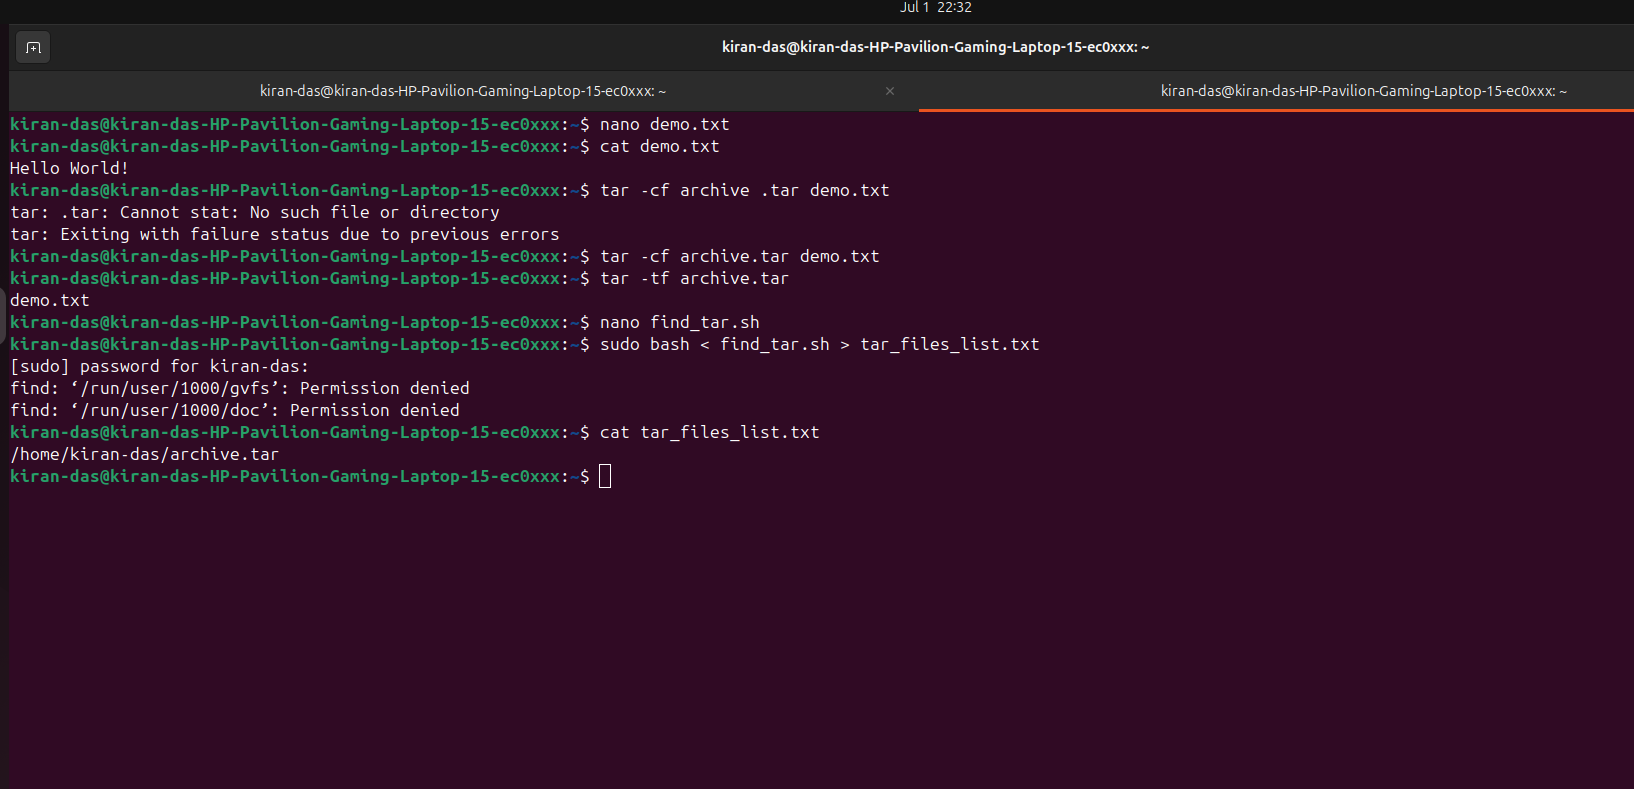 Jul 1 22:32
kiran-das@kiran-das-HP-Pavilion-Gaming-Laptop-15-ec0xxx: ~
kiran-das@kiran-das-HP-Pavilion-Gaming-Laptop-15-ec0xxx: ~ × kiran-das@kiran-das-HP-Pavilion-Gaming-Laptop-15-ec0xxx: ~
kiran-das@kiran-das-HP-Pavilion-Gaming-Laptop-15-ec0xxx:~$ nano demo.txt
kiran-das@kiran-das-HP-Pavilion-Gaming-Laptop-15-ec0xxx:~$ cat demo.txt
Hello World!
kiran-das@kiran-das-HP-Pavilion-Gaming-Laptop-15-ec0xxx:~$ tar -cf archive .tar demo.txt
tar: .tar: Cannot stat: No such file or directory
tar: Exiting with failure status due to previous errors
kiran-das@kiran-das-HP-Pavilion-Gaming-Laptop-15-ec0xxx:~$ tar -cf archive.tar demo.txt
kiran-das@kiran-das-HP-Pavilion-Gaming-Laptop-15-ec0xxx:~$ tar -tf archive.tar
demo.txt
kiran-das@kiran-das-HP-Pavilion-Gaming-Laptop-15-ec0xxx:~$ nano find_tar.sh
kiran-das@kiran-das-HP-Pavilion-Gaming-Laptop-15-ec0xxx:~$ sudo bash < find_tar.sh > tar_files_list.txt
[sudo] password for kiran-das:
find: ‘/run/user/1000/gvfs’: Permission denied
find: ‘/run/user/1000/doc’: Permission denied
kiran-das@kiran-das-HP-Pavilion-Gaming-Laptop-15-ec0xxx:~$ cat tar_files_list.txt
/home/kiran-das/archive.tar
kiran-das@kiran-das-HP-Pavilion-Gaming-Laptop-15-ec0xxx:~$